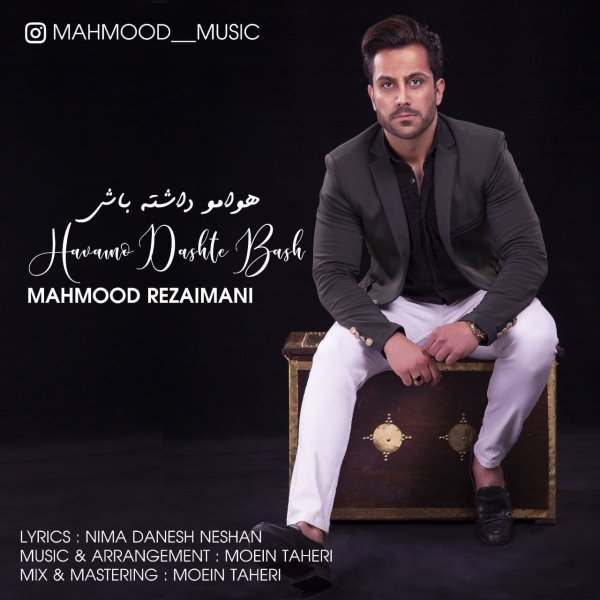 MAHMOOD__MUSIC
هوامو داشته باش
Havamo Dashte Bash
MAHMOOD REZAIMANI
LYRICS : NIMA DANESH NESHAN
MUSIC & ARRANGEMENT : MOEIN TAHERI
MIX & MASTERING : MOEIN TAHERI